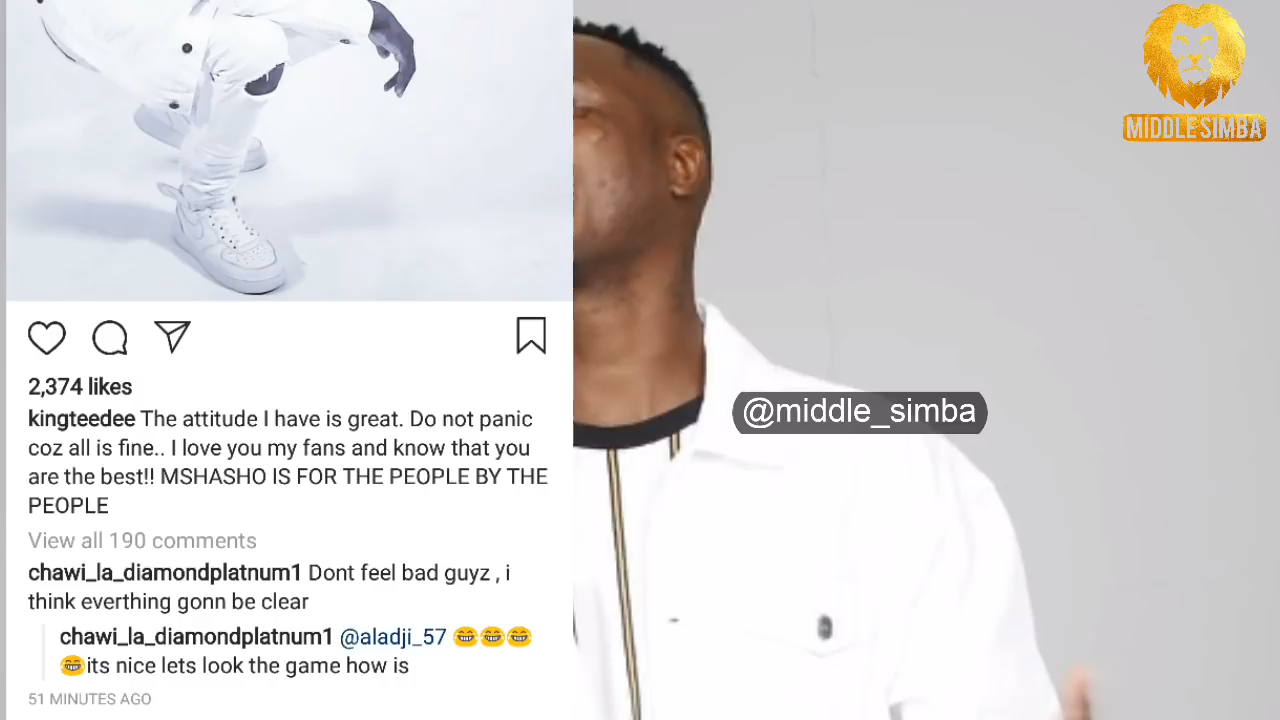 MIDDLE SIMBA
2,374 likes
kingteedee The attitude I have is great. Do not panic
coz all is fine.. I love you my fans and know that you
are the best!! MSHASHO IS FOR THE PEOPLE BY THE
PEOPLE
View all 190 comments
chawi_la_diamondplatnum1 Dont feel bad guyz , i
think everthing gonn be clear
chawi_la_diamondplatnum1 @aladji_57 😂😂😂
😂its nice lets look the game how is
51 MINUTES AGO
@middle_simba